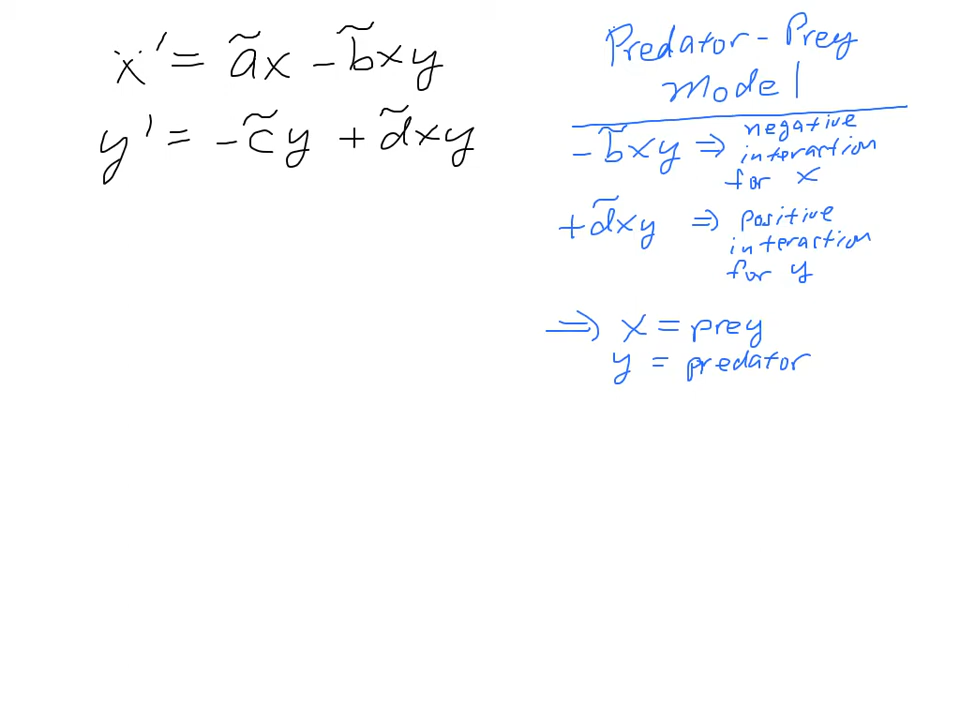 x' = ãx - b̃xy
y' = -c̃y + d̃xy
Predator - Prey
Model
- b̃xy ⇒ negative
interaction
for x
+ d̃xy ⇒ positive
interaction
for y
⇒ x = prey
y = predator